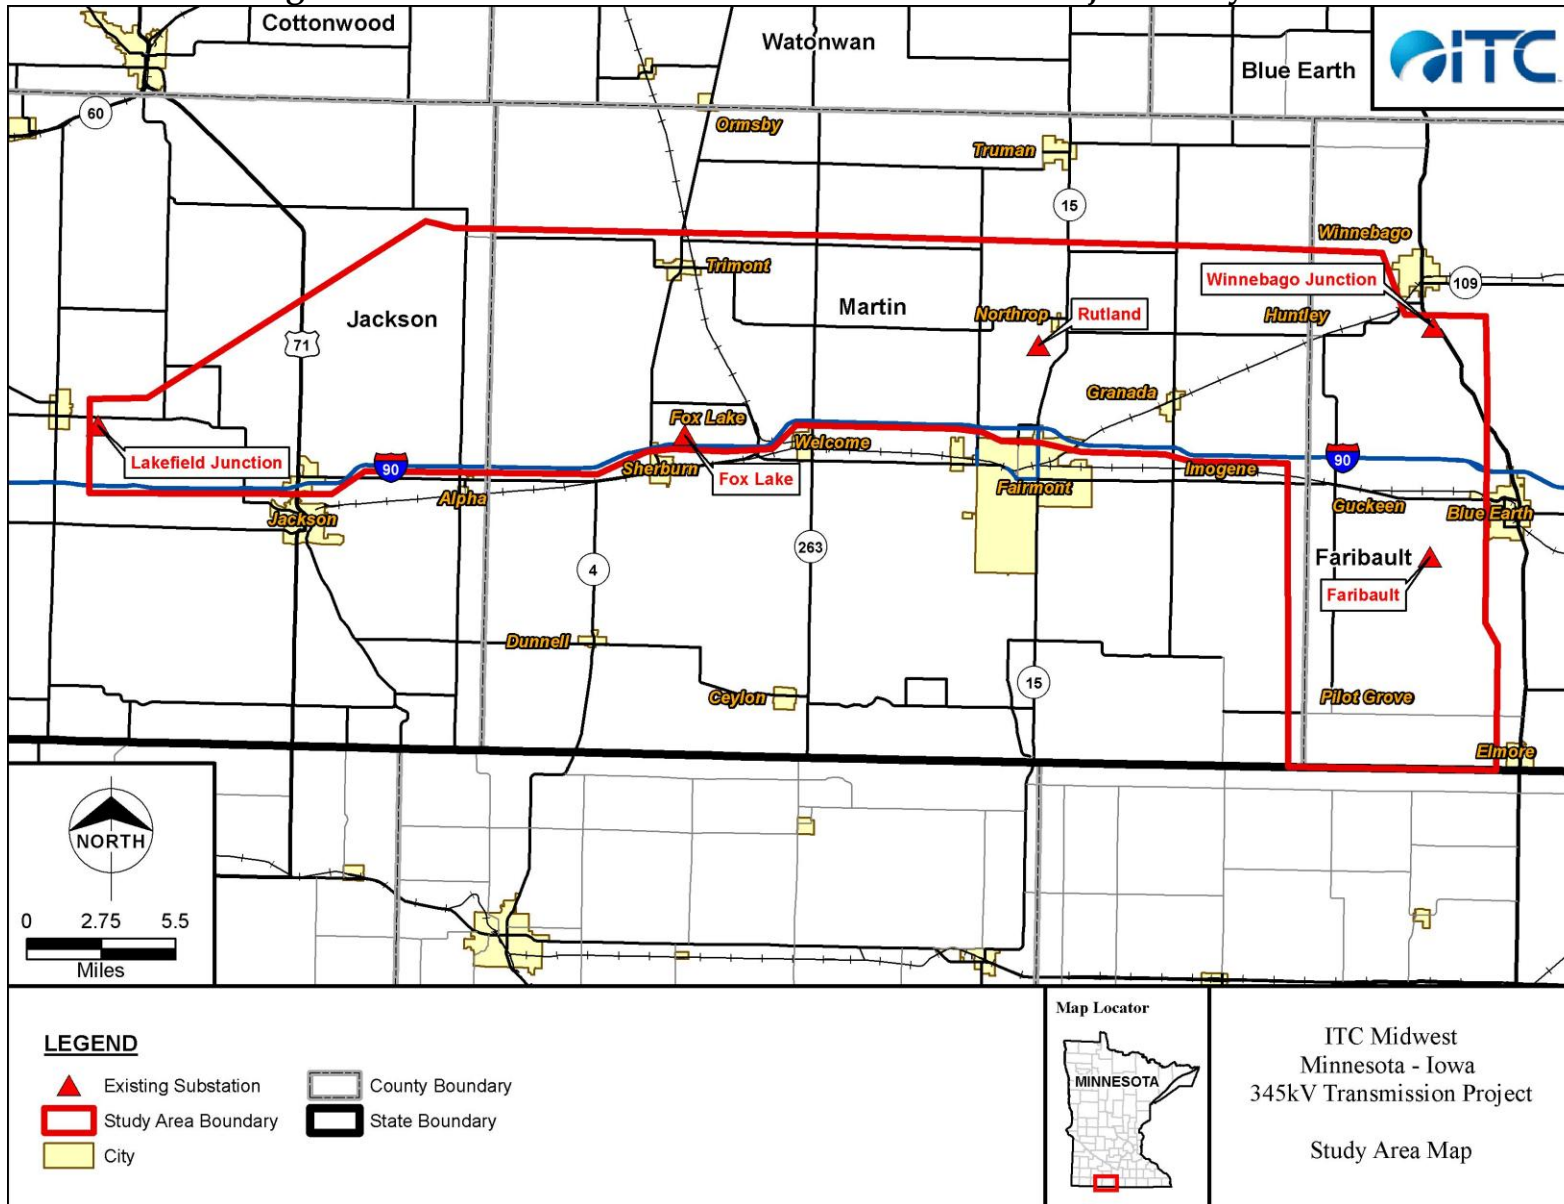 Cottonwood
Watonwan
Blue Earth
ITC
60
Ormsby
Truman
15
Winnebago
Trimont
Winnebago Junction
109
Jackson
Martin
Northrop
Rutland
Huntley
71
Granada
Fox Lake
Lakefield Junction
90
Sherburn
Welcome
Fox Lake
Imogene
90
Alpha
Fairmont
Guckeen
Blue Earth
Jackson
263
Faribault
4
Faribault
Dunnell
15
Ceylon
Pilot Grove
Elmore
NORTH
0 2.75 5.5
Miles
LEGEND
Existing Substation
County Boundary
Study Area Boundary
State Boundary
City
Map Locator
MINNESOTA
ITC Midwest
Minnesota - Iowa
345kV Transmission Project
Study Area Map